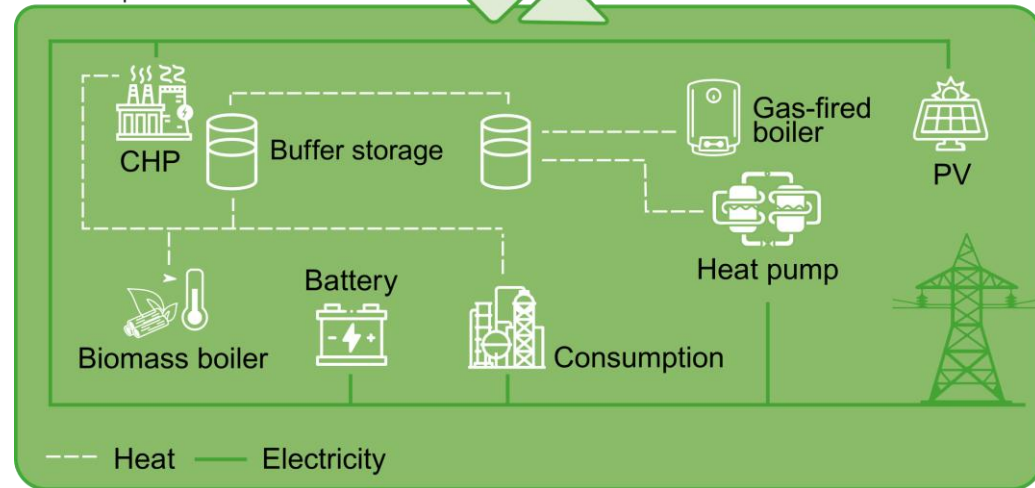 CHP
Buffer storage
Gas-fired
boiler
PV
Heat pump
Battery
Biomass boiler
Consumption
Heat
Electricity